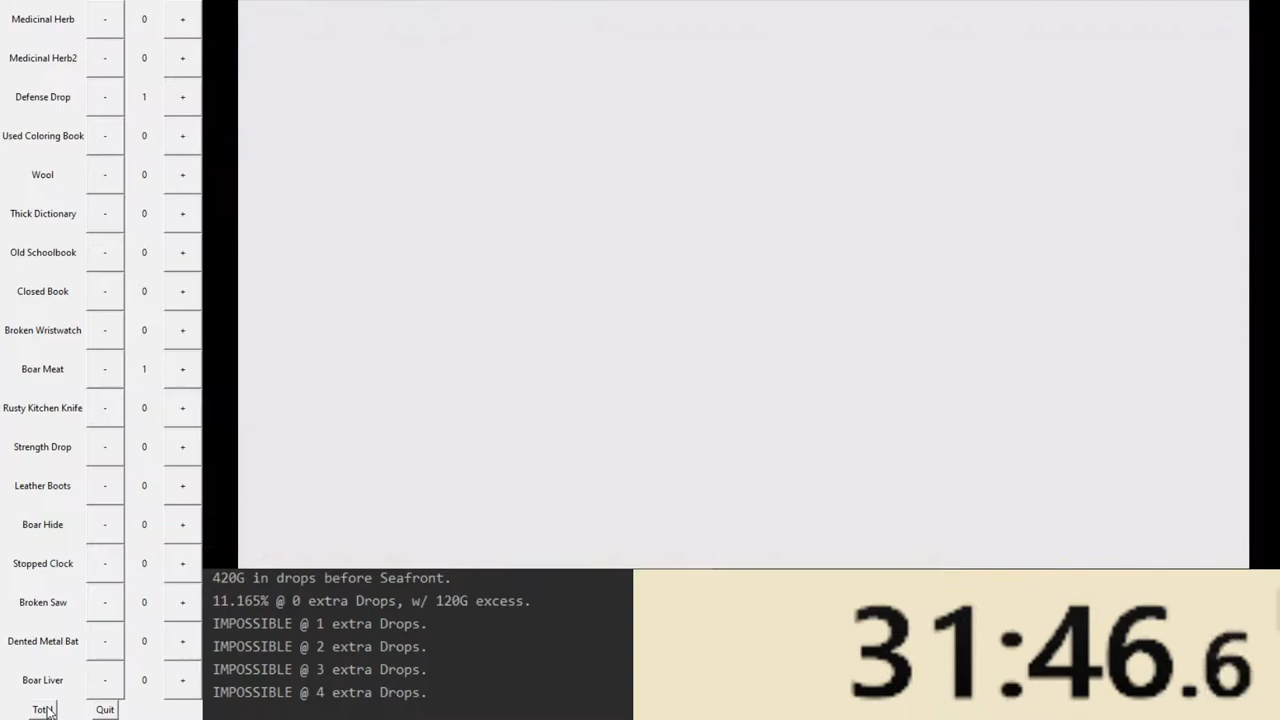 Medicinal Herb - 0 +
Medicinal Herb2 - 0 +
Defense Drop - 1 +
Used Coloring Book - 0 +
Wool - 0 +
Thick Dictionary - 0 +
Old Schoolbook - 0 +
Closed Book - 0 +
Broken Wristwatch - 0 +
Boar Meat - 1 +
Rusty Kitchen Knife - 0 +
Strength Drop - 0 +
Leather Boots - 0 +
Boar Hide - 0 +
Stopped Clock - 0 +
Broken Saw - 0 +
Dented Metal Bat - 0 +
Boar Liver - 0 +
Quit
420G in drops before Seafront.
11.165% @ 0 extra Drops, w/ 120G excess.
IMPOSSIBLE @ 1 extra Drops.
IMPOSSIBLE @ 2 extra Drops.
IMPOSSIBLE @ 3 extra Drops.
IMPOSSIBLE @ 4 extra Drops.
31:46.6